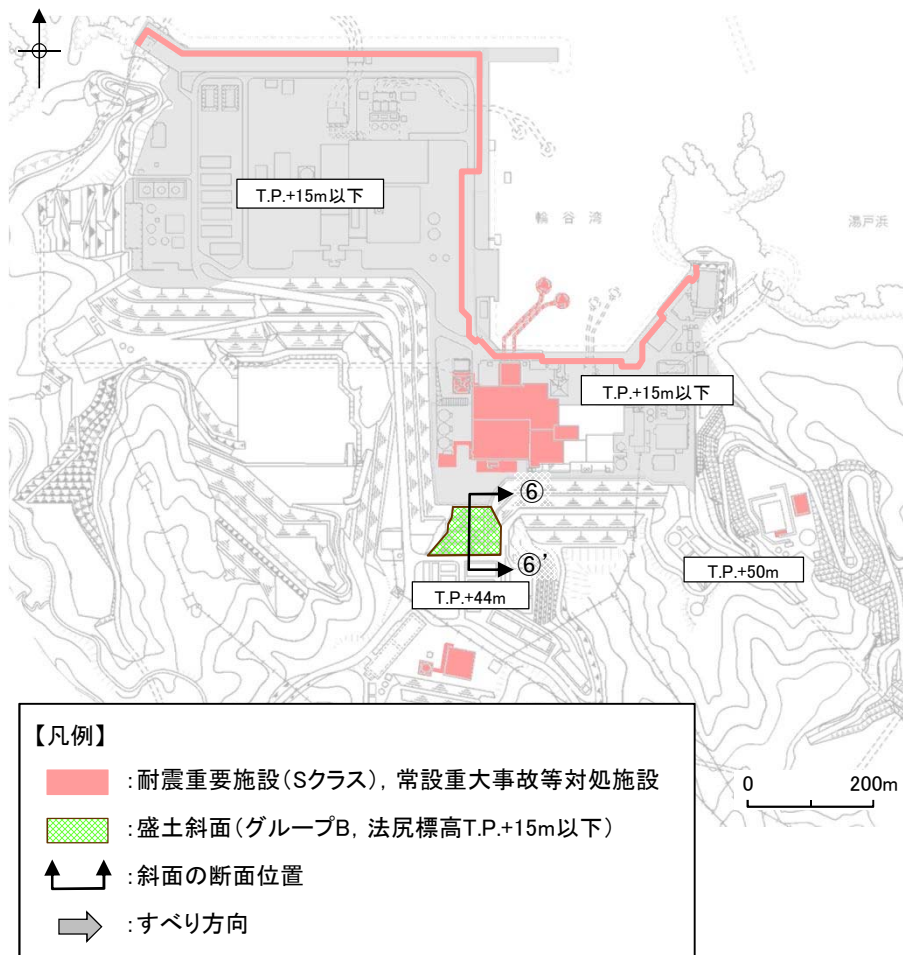 T.P.+15m以下
輪谷湾
湯戸浜
T.P.+15m以下
⑥
⑥’
T.P.+50m
T.P.+44m
【凡例】
:耐震重要施設(Sクラス), 常設重大事故等対処施設
:盛土斜面(グループB, 法尻標高T.P.+15m以下)
:斜面の断面位置
:すべり方向
0 200m